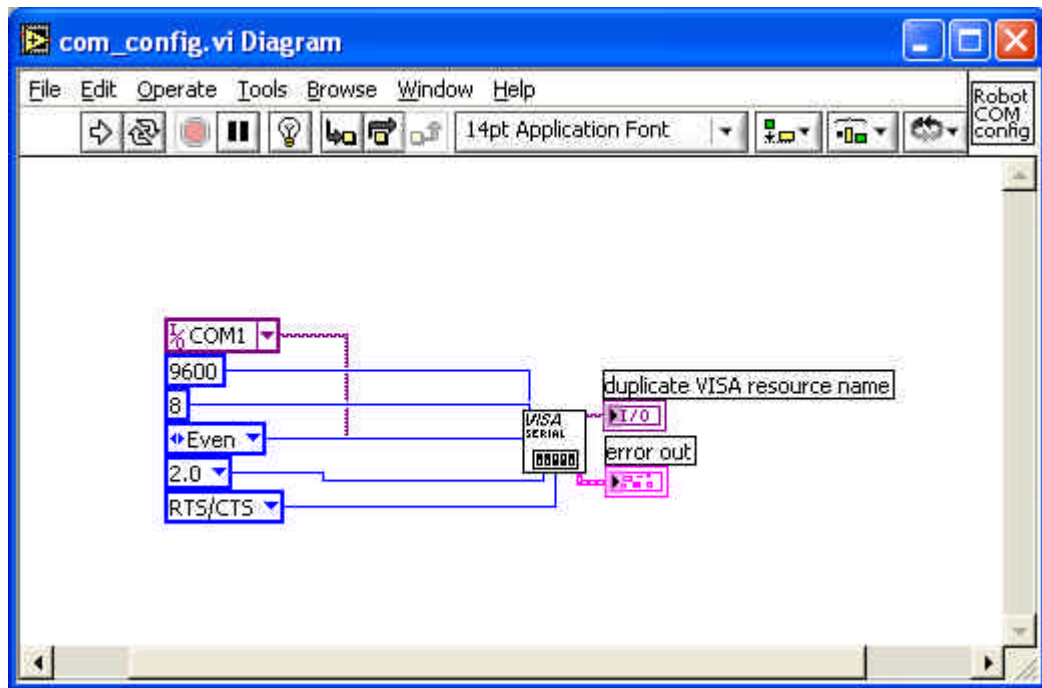 com_config.vi Diagram
File Edit Operate Tools Browse Window Help
Robot
COM
config
14pt Application Font
I/O COM1
9600
8
Even
2.0
RTS/CTS
VISA
SERIAL
duplicate VISA resource name
I/O
error out